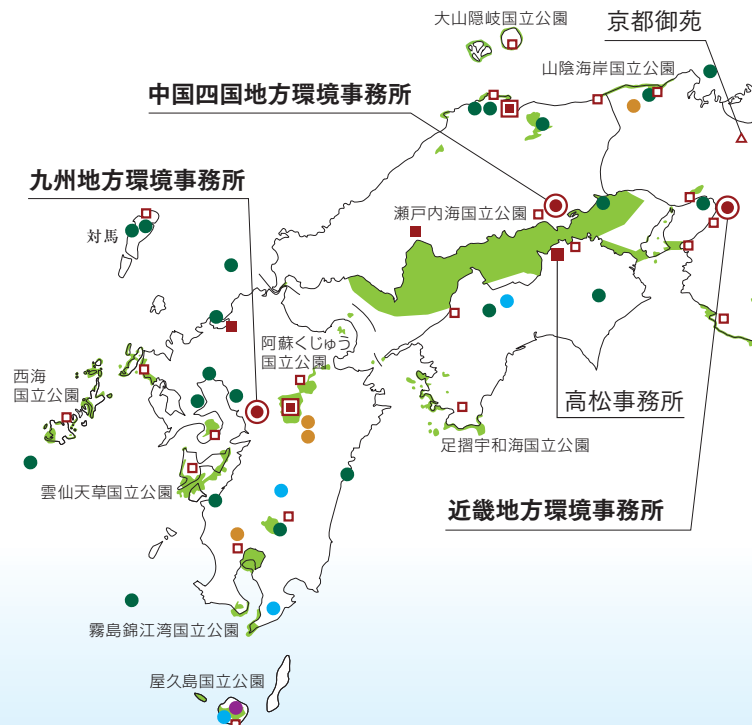 大山隠岐国立公園
京都御苑
山陰海岸国立公園
中国四国地方環境事務所
九州地方環境事務所
瀬戸内海国立公園
対馬
阿蘇くじゅう
国立公園
西海
国立公園
高松事務所
足摺宇和海国立公園
雲仙天草国立公園
近畿地方環境事務所
霧島錦江湾国立公園
屋久島国立公園